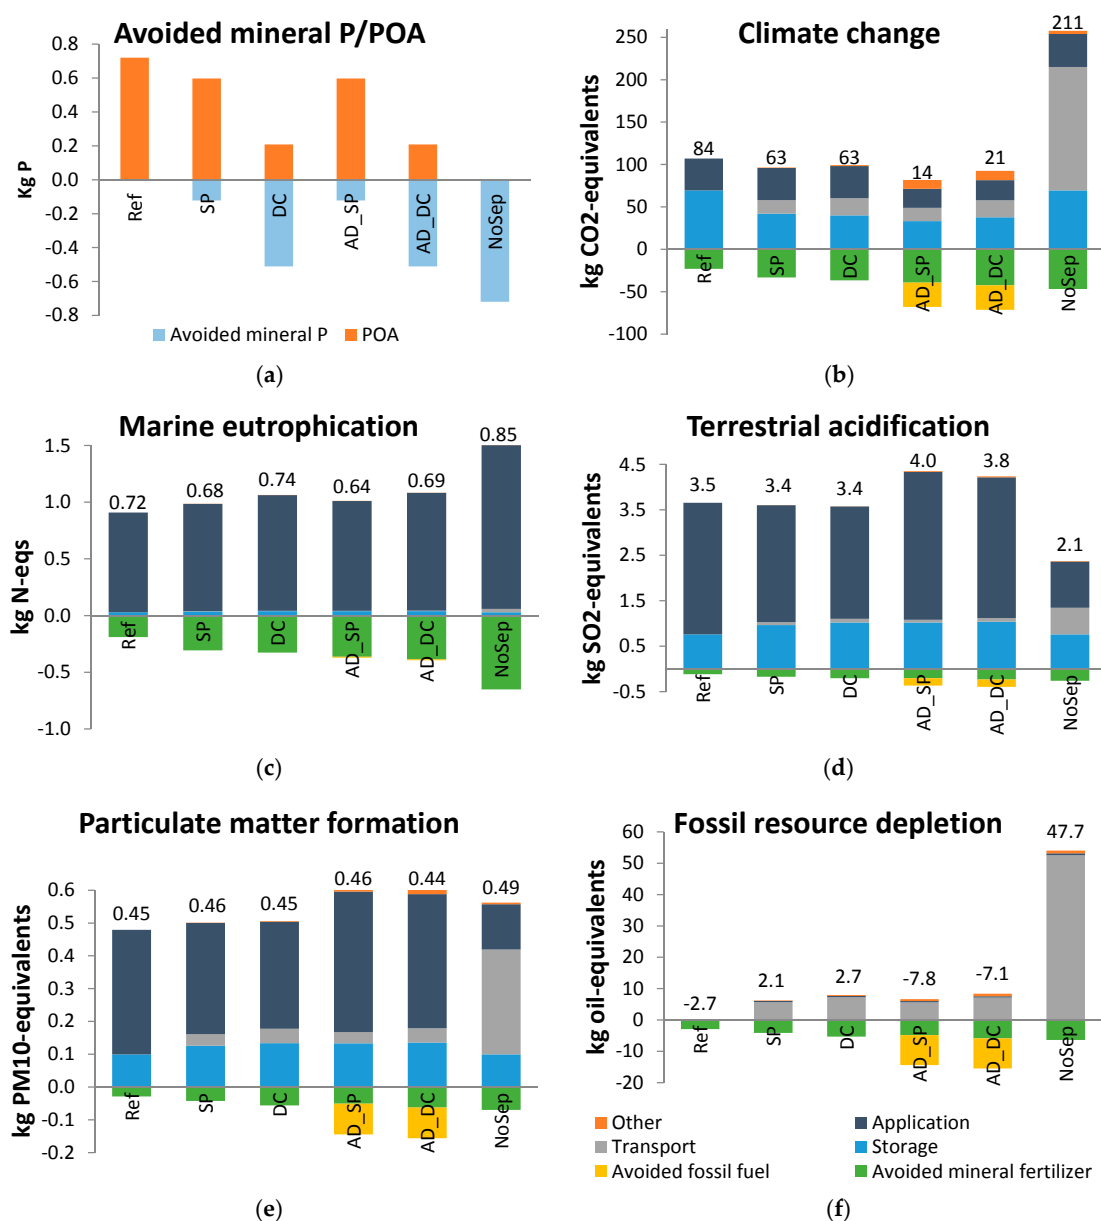 Avoided mineral P/POA
0.8
0.6
0.4
0.2
0.0
-0.2
-0.4
-0.6
-0.8
Kg P
Ref
SP
DC
AD_SP
AD_DC
NoSep
Avoided mineral P
POA
(a)
Climate change
250
200
150
100
50
0
-50
-100
kg CO2-equivalents
84
63
63
14
21
211
Ref
SP
DC
AD_SP
AD_DC
NoSep
(b)
Marine eutrophication
1.5
1.0
0.5
0.0
-0.5
-1.0
kg N-eqs
0.72
0.68
0.74
0.64
0.69
0.85
Ref
SP
DC
AD_SP
AD_DC
NoSep
(c)
Terrestrial acidification
4.5
3.5
2.5
1.5
0.5
-0.5
kg SO2-equivalents
3.5
3.4
3.4
4.0
3.8
2.1
Ref
SP
DC
AD_SP
AD_DC
NoSep
(d)
Particulate matter formation
0.6
0.5
0.4
0.3
0.2
0.1
0.0
-0.1
-0.2
kg PM10-equivalents
0.45
0.46
0.45
0.46
0.44
0.49
Ref
SP
DC
AD_SP
AD_DC
NoSep
(e)
Fossil resource depletion
60
50
40
30
20
10
0
-10
-20
kg oil-equivalents
-2.7
2.1
2.7
-7.8
-7.1
47.7
Ref
SP
DC
AD_SP
AD_DC
NoSep
Other
Application
Transport
Storage
Avoided fossil fuel
Avoided mineral fertilizer
(f)